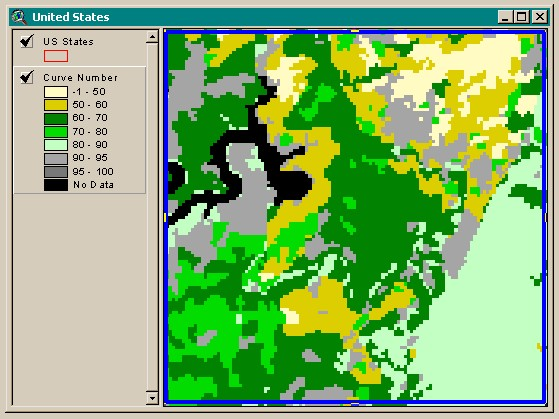 United States
US States
Curve Number
-1 - 50
50 - 60
60 - 70
70 - 80
80 - 90
90 - 95
95 - 100
No Data